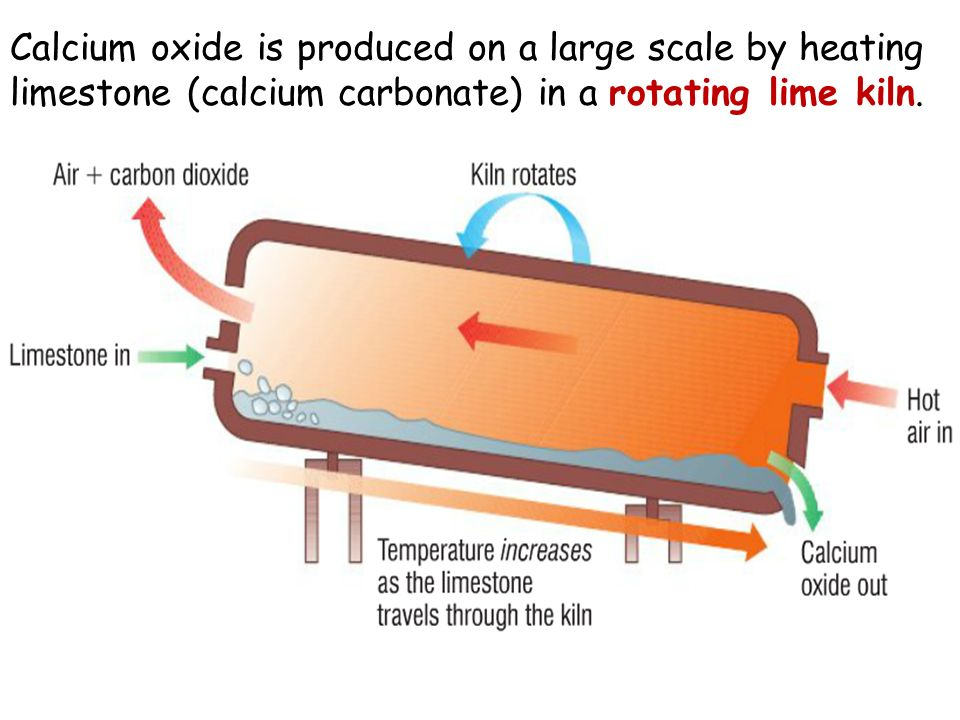 Calcium oxide is produced on a large scale by heating
limestone (calcium carbonate) in a rotating lime kiln.
Air + carbon dioxide
Kiln rotates
Limestone in
Hot
air in
Temperature increases
as the limestone
travels through the kiln
Calcium
oxide out